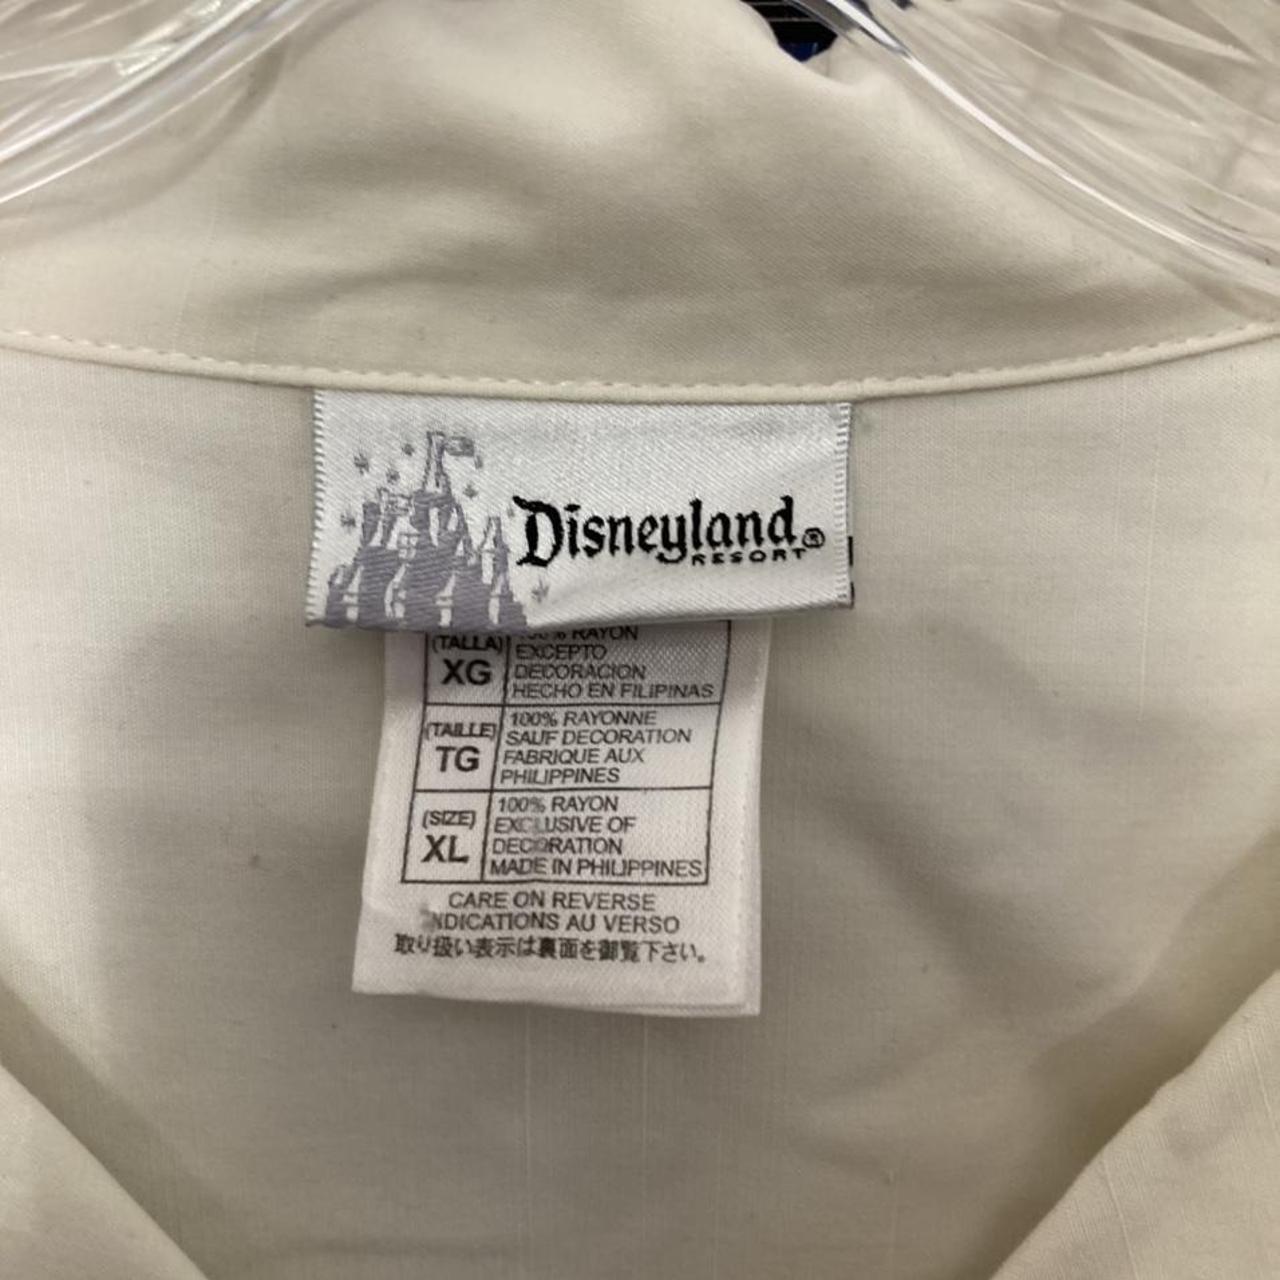 Disneyland®
RESORT
(TALLA)
XG
100% RAYON
EXCEPTO
DECORACION
HECHO EN FILIPINAS
(TAILLE)
TG
100% RAYONNE
SAUF DECORATION
FABRIQUE AUX
PHILIPPINES
(SIZE)
XL
100% RAYON
EXCLUSIVE OF
DECORATION
MADE IN PHILIPPINES
CARE ON REVERSE
INDICATIONS AU VERSO
取り扱い表示は裏面を御覧下さい。